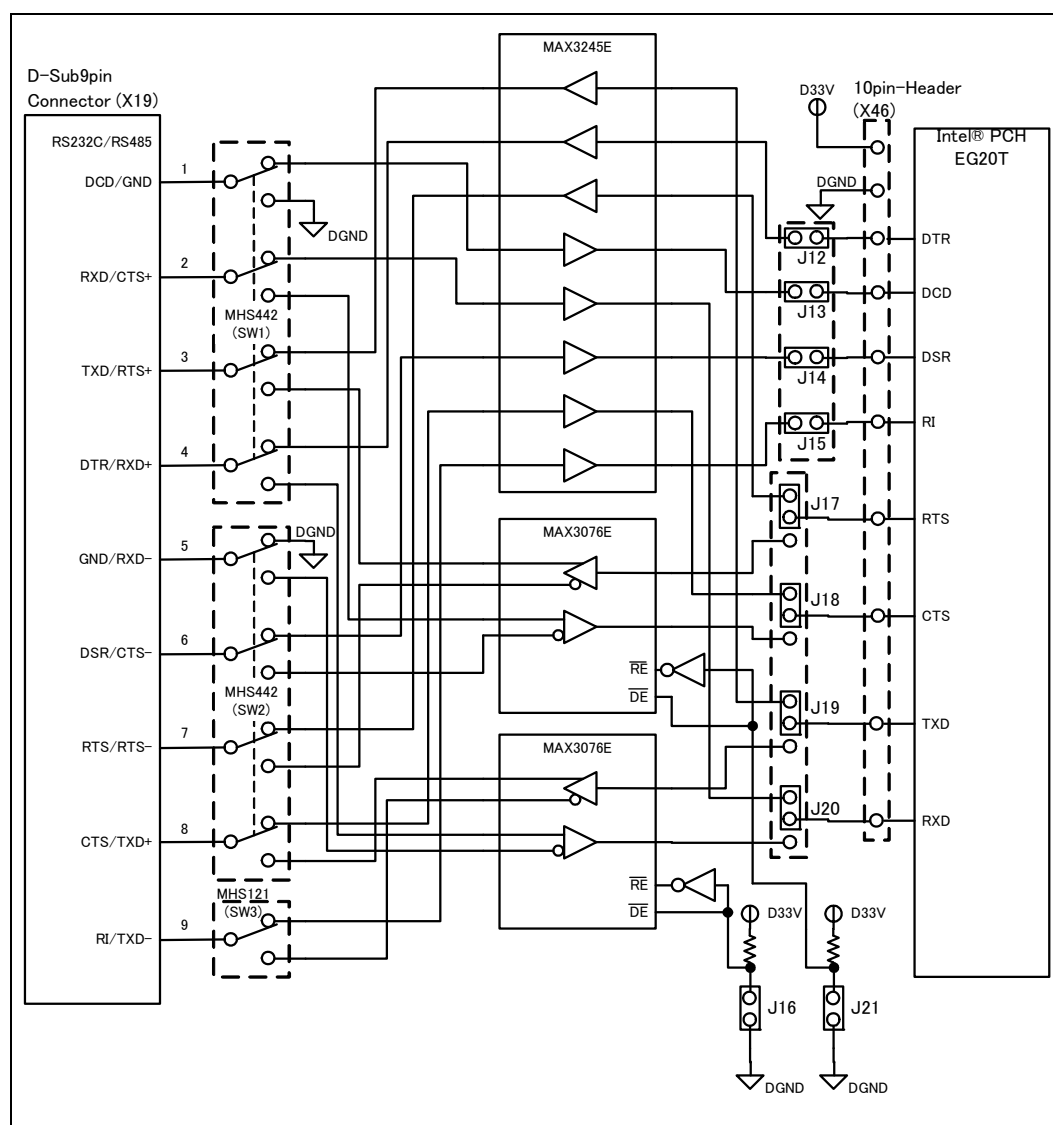 D-Sub9pin
Connector (X19)
RS232C/RS485
DCD/GND
1
RXD/CTS+
2
TXD/RTS+
3
DTR/RXD+
4
GND/RXD-
5
DSR/CTS-
6
RTS/RTS-
7
CTS/TXD+
8
RI/TXD-
9
DGND
MHS442
(SW1)
DGND
MHS442
(SW2)
MHS121
(SW3)
MAX3245E
MAX3076E
RE
DE
MAX3076E
RE
DE
D33V
10pin-Header
(X46)
DGND
J12
J13
J14
J15
J17
J18
J19
J20
Intel® PCH
EG20T
DTR
DCD
DSR
RI
RTS
CTS
TXD
RXD
D33V
D33V
J16
J21
DGND
DGND